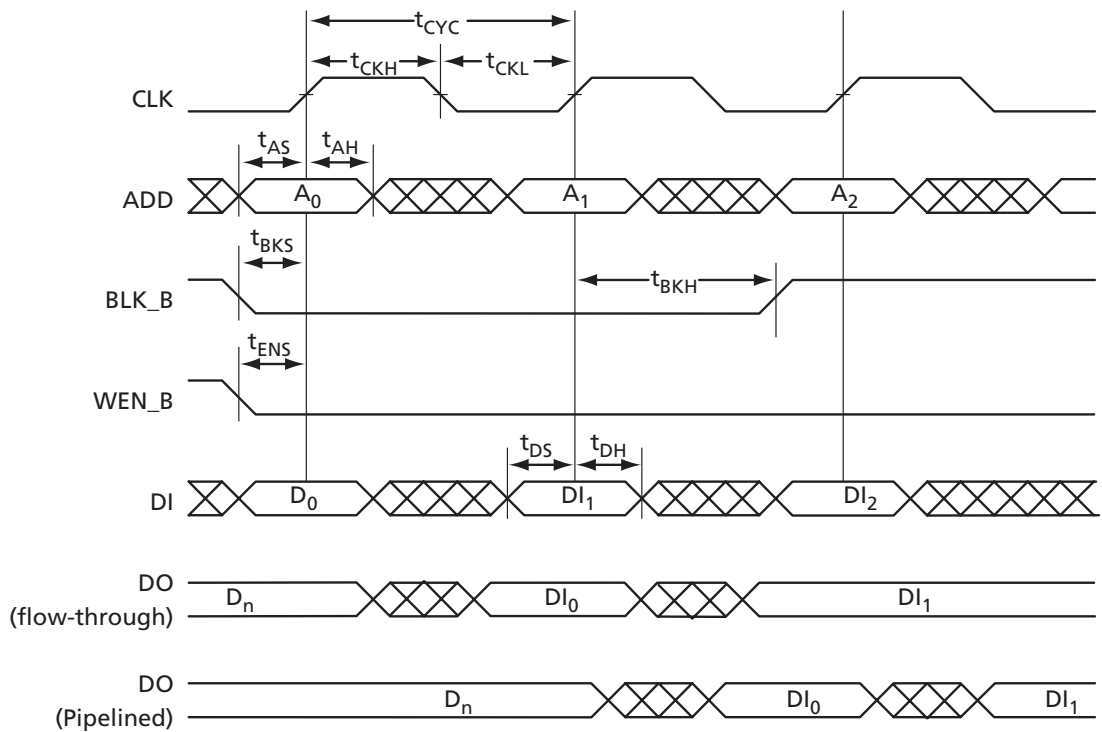 tCYC
tCKH tCKL
CLK
tAS tAH
ADD A0 A1 A2
tBKS
tBKH
BLK_B
tENS
WEN_B
tDS tDH
DI D0 DI1 DI2
DO
(flow-through) Dn DI0 DI1
DO
(Pipelined) Dn DI0 DI1